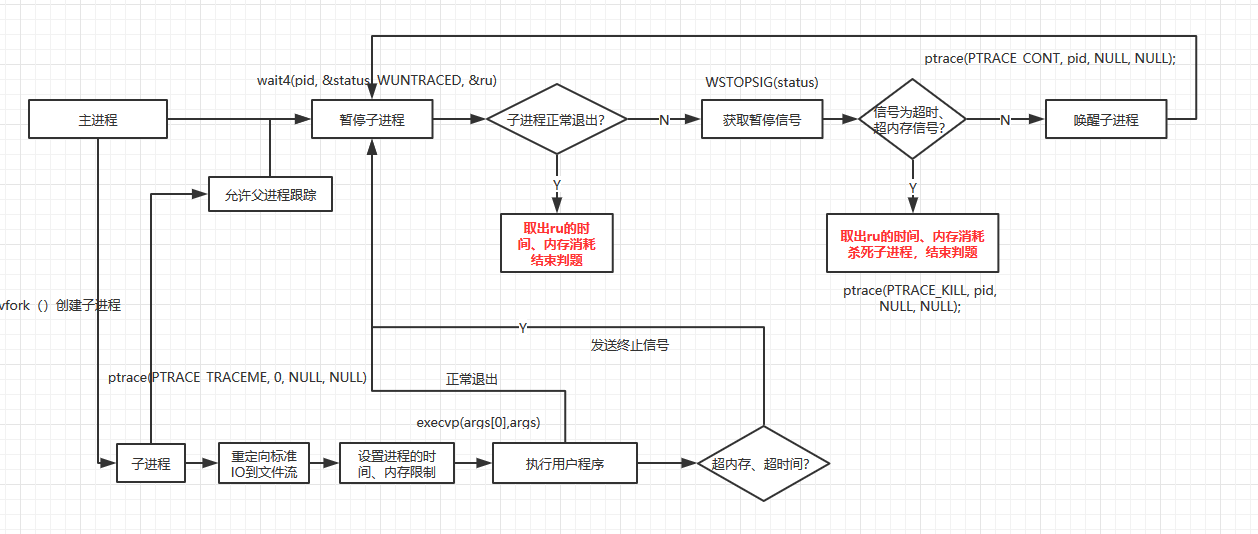 ptrace(PTRACE_CONT, pid, NULL, NULL);
wait4(pid, &status, WUNTRACED, &ru)
WSTOPSIG(status)
主进程
暂停子进程
子进程正常退出?
N
获取暂停信号
信号为超时、
超内存信号?
N
唤醒子进程
允许父进程跟踪
Y
Y
取出ru的时
间、内存消耗
结束判题
取出ru的时间、内存消耗
杀死子进程，结束判题
ptrace(PTRACE_KILL, pid,
NULL, NULL);
vfork（）创建子进程
Y
发送终止信号
ptrace(PTRACE_TRACEME, 0, NULL, NULL)
正常退出
execvp(args[0],args)
子进程
重定向标准
IO到文件流
设置进程的时
间、内存限制
执行用户程序
超内存、超时间?